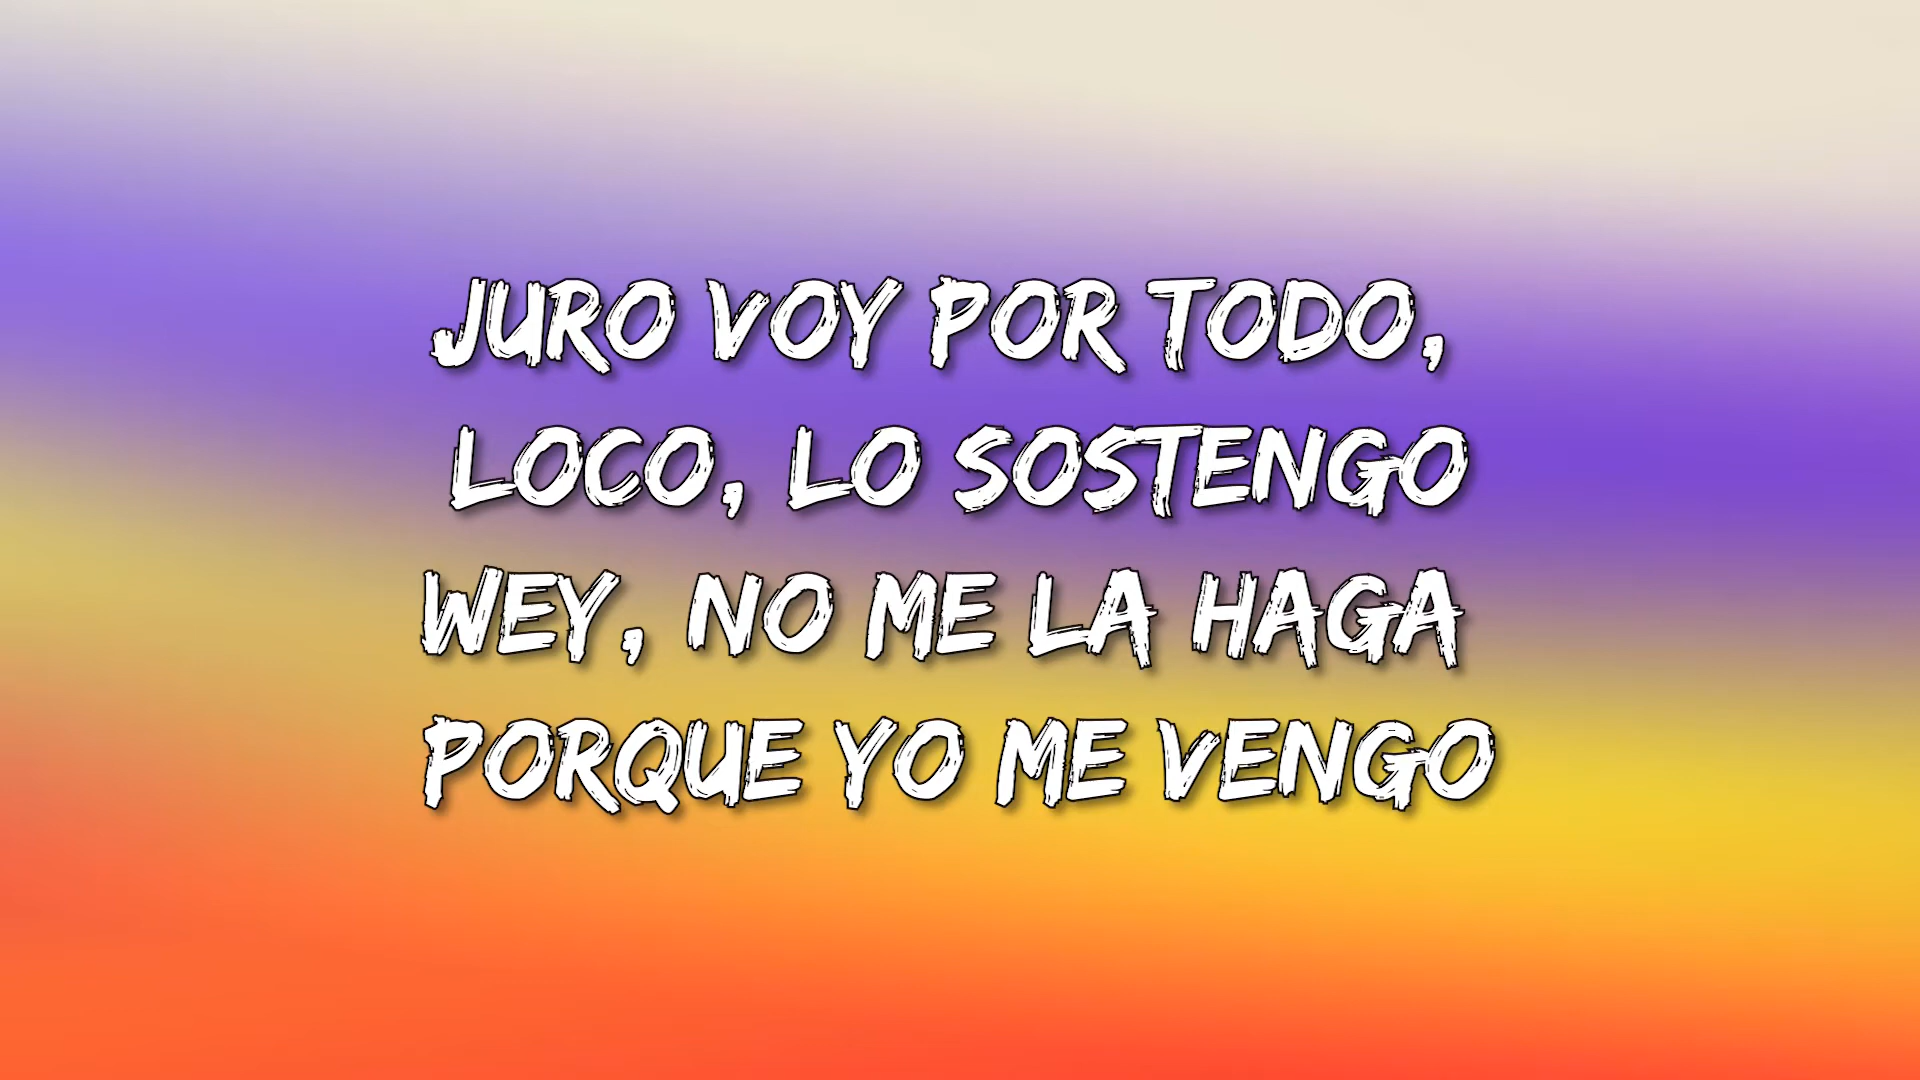 JURO VOY POR TODO,
LOCO, LO SOSTENGO
WEY, NO ME LA HAGA
PORQUE YO ME VENGO